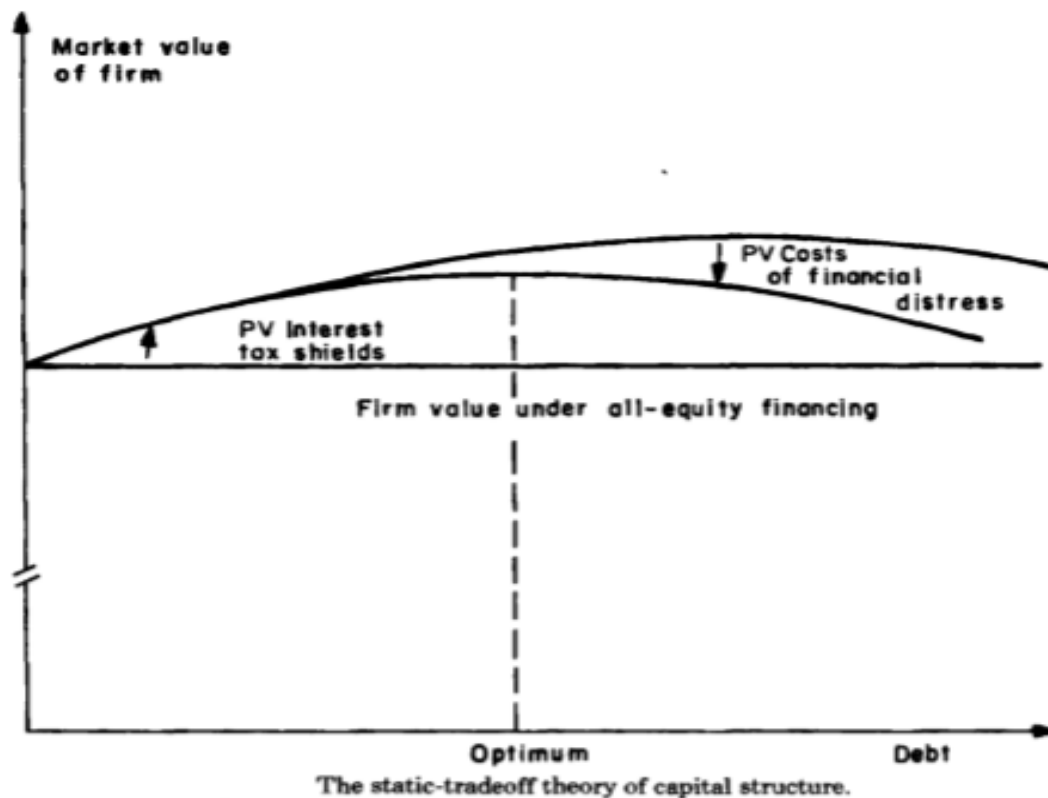 Market value
of firm
PV Costs
of financial
distress
PV Interest
tax shields
Firm value under all-equity financing
Optimum
Debt
The static-tradeoff theory of capital structure.